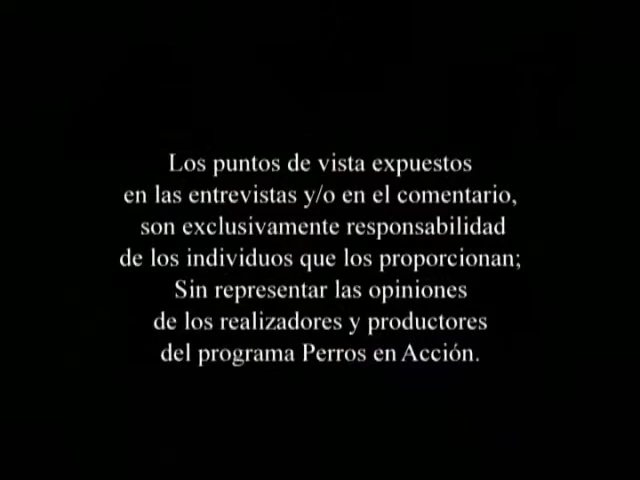 Los puntos de vista expuestos
en las entrevistas y/o en el comentario,
son exclusivamente responsabilidad
de los individuos que los proporcionan;
Sin representar las opiniones
de los realizadores y productores
del programa Perros en Acción.